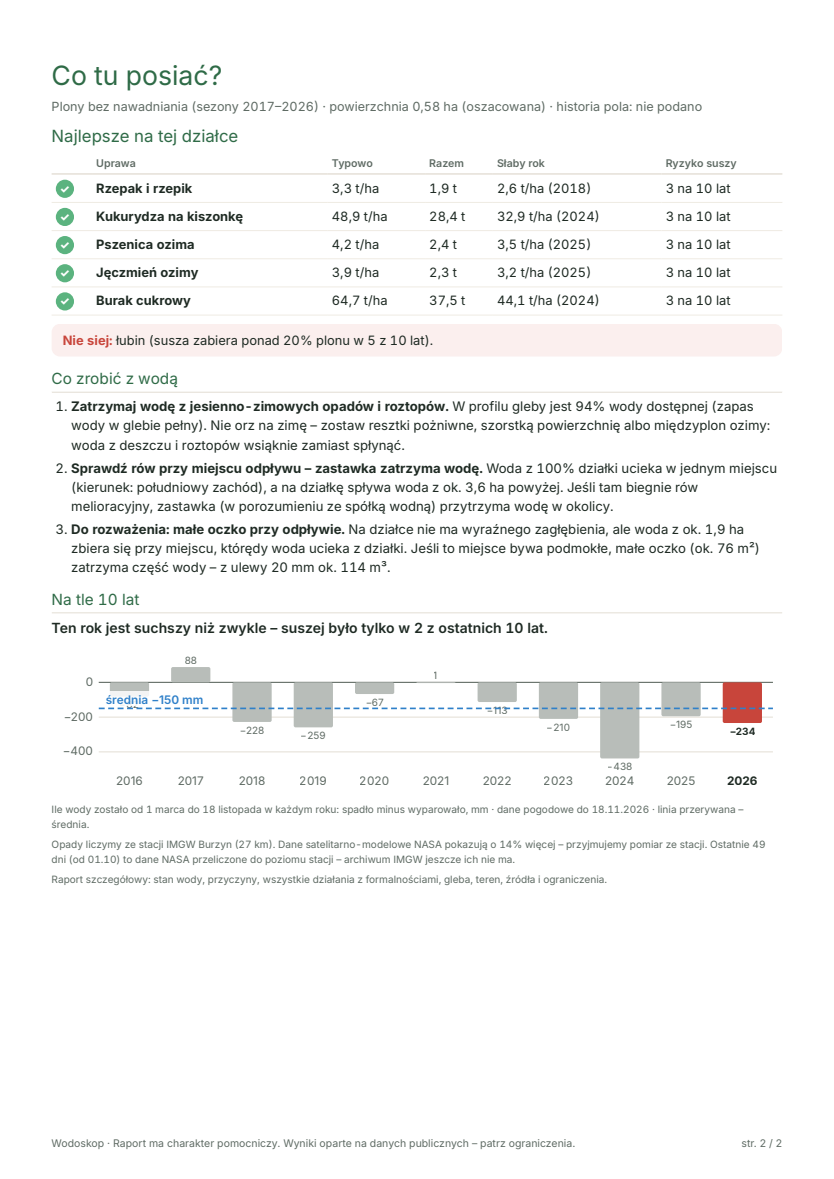 Co tu posiać?
Plony bez nawadniania (sezony 2017–2026) · powierzchnia 0,58 ha (oszacowana) · historia pola: nie podano
Najlepsze na tej działce
Uprawa Typowo Razem Słaby rok Ryzyko suszy
Rzepak i rzepik 3,3 t/ha 1,9 t 2,6 t/ha (2018) 3 na 10 lat
Kukurydza na kiszonkę 48,9 t/ha 28,4 t 32,9 t/ha (2024) 3 na 10 lat
Pszenica ozima 4,2 t/ha 2,4 t 3,5 t/ha (2025) 3 na 10 lat
Jęczmień ozimy 3,9 t/ha 2,3 t 3,2 t/ha (2025) 3 na 10 lat
Burak cukrowy 64,7 t/ha 37,5 t 44,1 t/ha (2024) 3 na 10 lat
Nie siej: łubin (susza zabiera ponad 20% plonu w 5 z 10 lat).
Co zrobić z wodą
1. Zatrzymaj wodę z jesienno-zimowych opadów i roztopów. W profilu gleby jest 94% wody dostępnej (zapas
wody w glebie pełny). Nie orz na zimę – zostaw resztki pożniwne, szorstką powierzchnię albo międzyplon ozimy:
woda z deszczu i roztopów wsiąknie zamiast spłynąć.
2. Sprawdź rów przy miejscu odpływu – zastawka zatrzyma wodę. Woda z 100% działki ucieka w jednym miejscu
(kierunek: południowy zachód), a na działkę spływa woda z ok. 3,6 ha powyżej. Jeśli tam biegnie rów
melioracyjny, zastawka (w porozumieniu ze spółką wodną) przytrzyma wodę w okolicy.
3. Do rozważenia: małe oczko przy odpływie. Na działce nie ma wyraźnego zagłębienia, ale woda z ok. 1,9 ha
zbiera się przy miejscu, którędy woda ucieka z działki. Jeśli to miejsce bywa podmokłe, małe oczko (ok. 76 m²)
zatrzyma część wody – z ulewy 20 mm ok. 114 m³.
Na tle 10 lat
Ten rok jest suchszy niż zwykle – suszej było tylko w 2 z ostatnich 10 lat.
88
1
0
średnia −150 mm
−67
−113
−200
−228
−259
−210
−195
−234
−400
−438
2016 2017 2018 2019 2020 2021 2022 2023 2024 2025 2026
Ile wody zostało od 1 marca do 18 listopada w każdym roku: spadło minus wyparowało, mm · dane pogodowe do 18.11.2026 · linia przerywana –
średnia.
Opady liczymy ze stacji IMGW Burzyn (27 km). Dane satelitarno-modelowe NASA pokazują o 14% więcej – przyjmujemy pomiar ze stacji. Ostatnie 49
dni (od 01.10) to dane NASA przeliczone do poziomu stacji – archiwum IMGW jeszcze ich nie ma.
Raport szczegółowy: stan wody, przyczyny, wszystkie działania z formalnościami, gleba, teren, źródła i ograniczenia.
Wodoskop · Raport ma charakter pomocniczy. Wyniki oparte na danych publicznych – patrz ograniczenia. str. 2 / 2